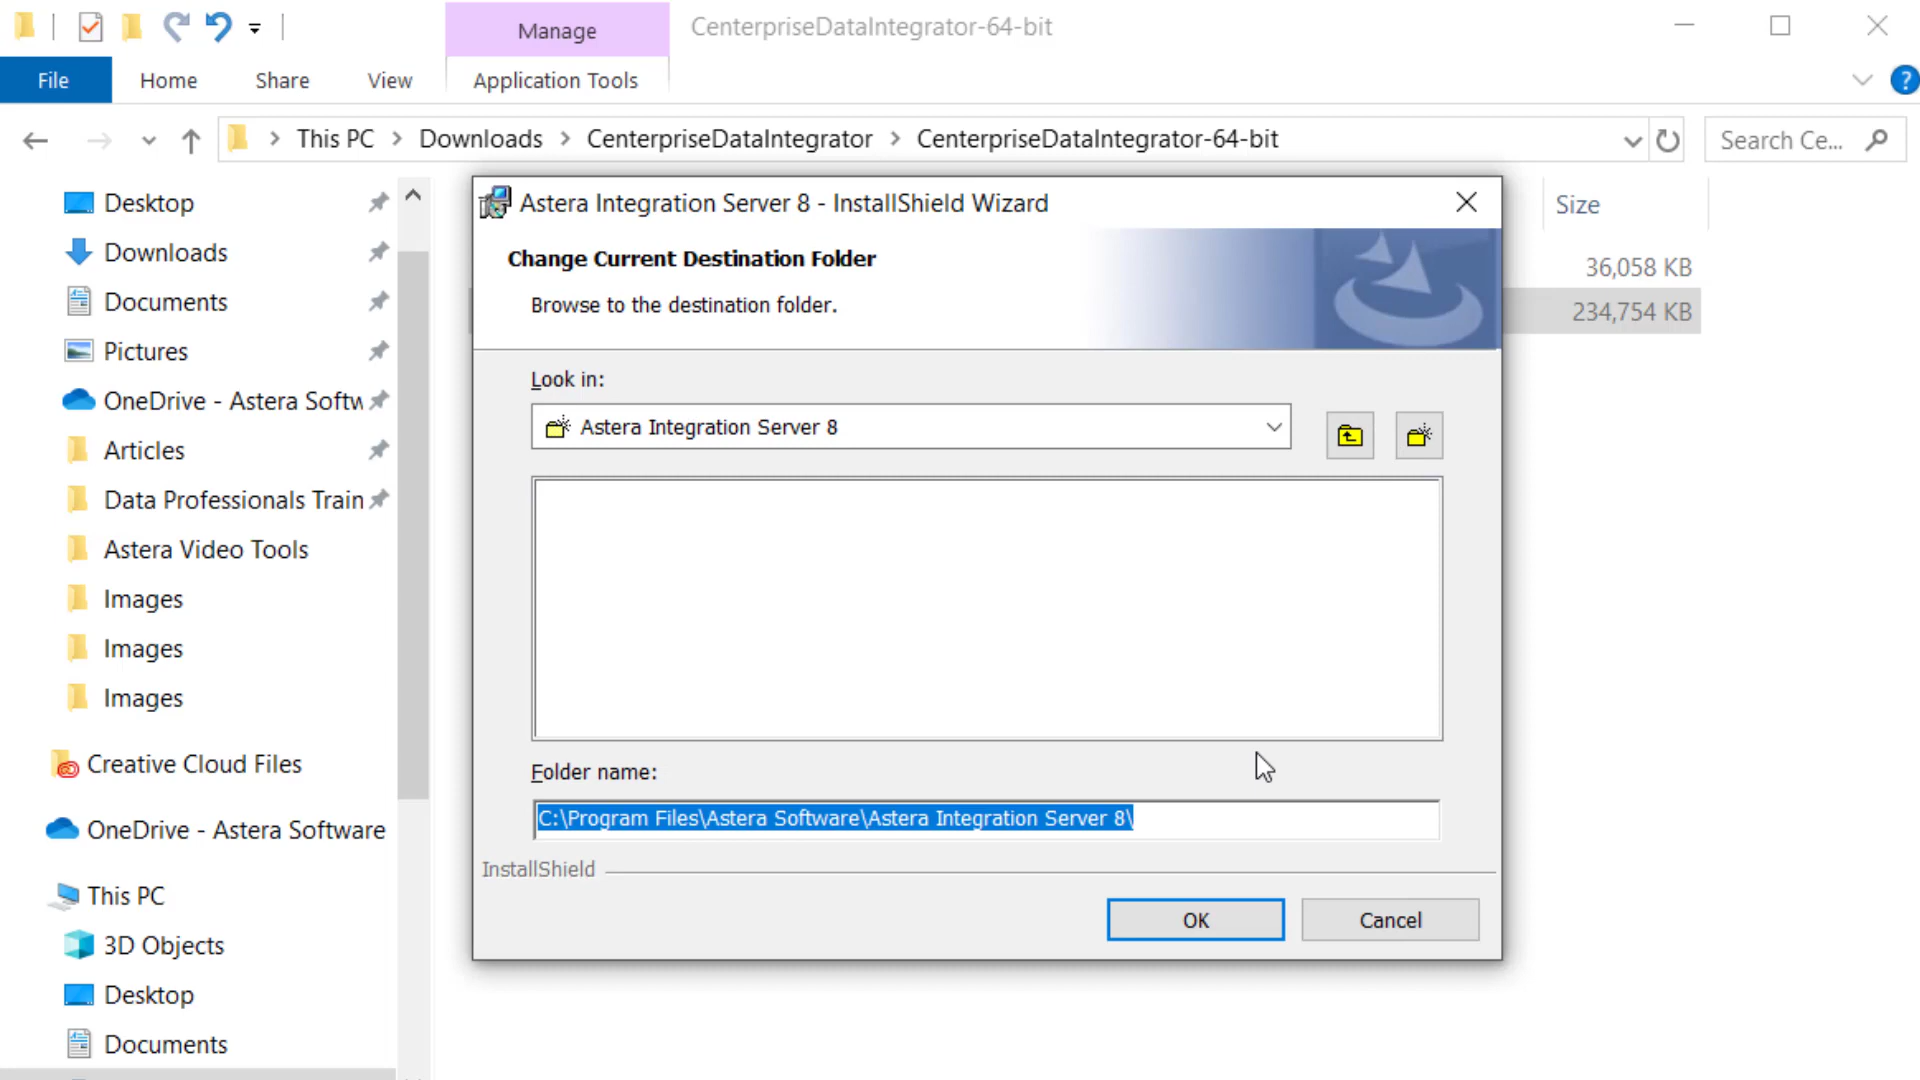 Manage
CenterpriseDataIntegrator-64-bit
File
Home
Share
View
Application Tools
?
This PC
Downloads
CenterpriseDataIntegrator
CenterpriseDataIntegrator-64-bit
Search Ce...
Desktop
Downloads
Documents
Pictures
OneDrive - Astera Softw
Articles
Data Professionals Train
Astera Video Tools
Images
Images
Images
Creative Cloud Files
OneDrive - Astera Software
This PC
3D Objects
Desktop
Documents
Astera Integration Server 8 - InstallShield Wizard
Change Current Destination Folder
Browse to the destination folder.
Look in:
Astera Integration Server 8
Folder name:
C:\Program Files\Astera Software\Astera Integration Server 8\
InstallShield
OK
Cancel
Size
36,058 KB
234,754 KB